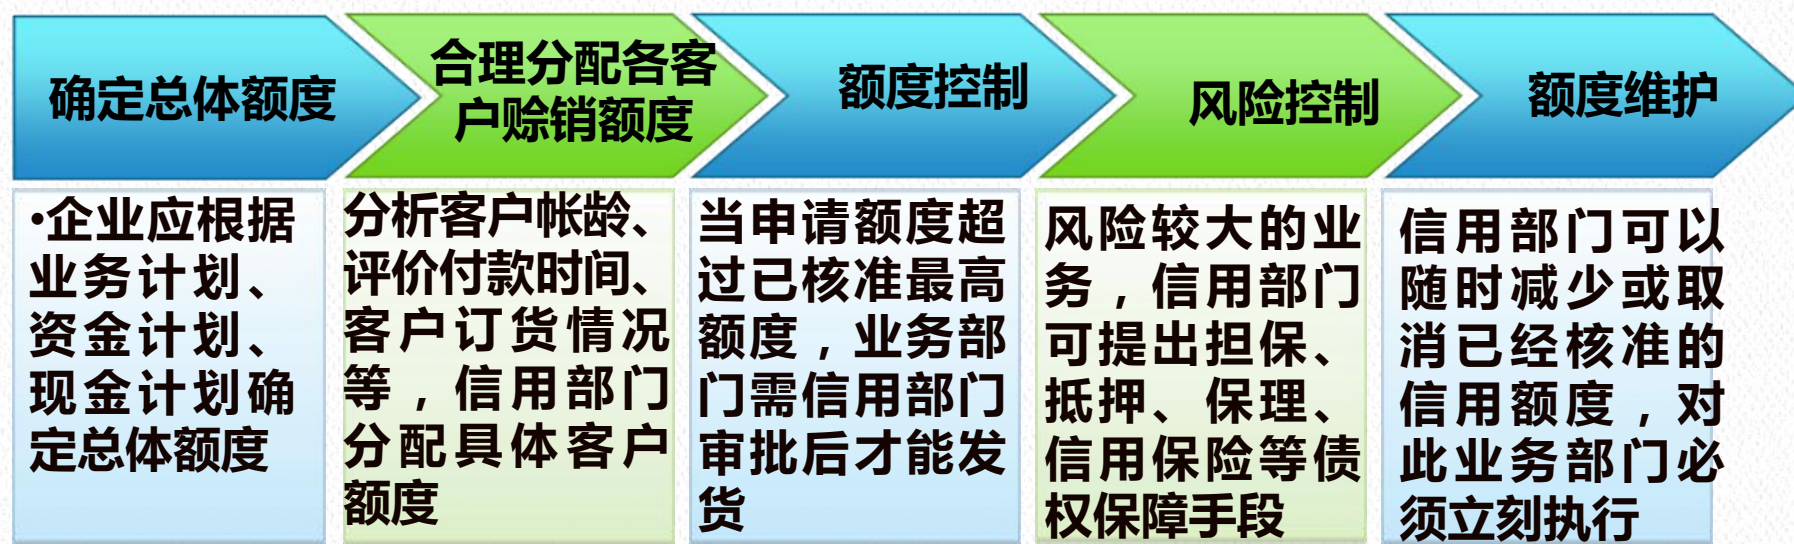 确定总体额度
合理分配各客
户赊销额度
额度控制
风险控制
额度维护
•企业应根据
业务计划、
资金计划、
现金计划确
定总体额度
分析客户帐龄、
评价付款时间、
客户订货情况
等，信用部门
分配具体客户
额度
当申请额度超
过已核准最高
额度，业务部
门需信用部门
审批后才能发
货
风险较大的业
务，信用部门
可提出担保、
抵押、保理、
信用保险等债
权保障手段
信用部门可以
随时减少或取
消已经核准的
信用额度，对
此业务部门必
须立刻执行